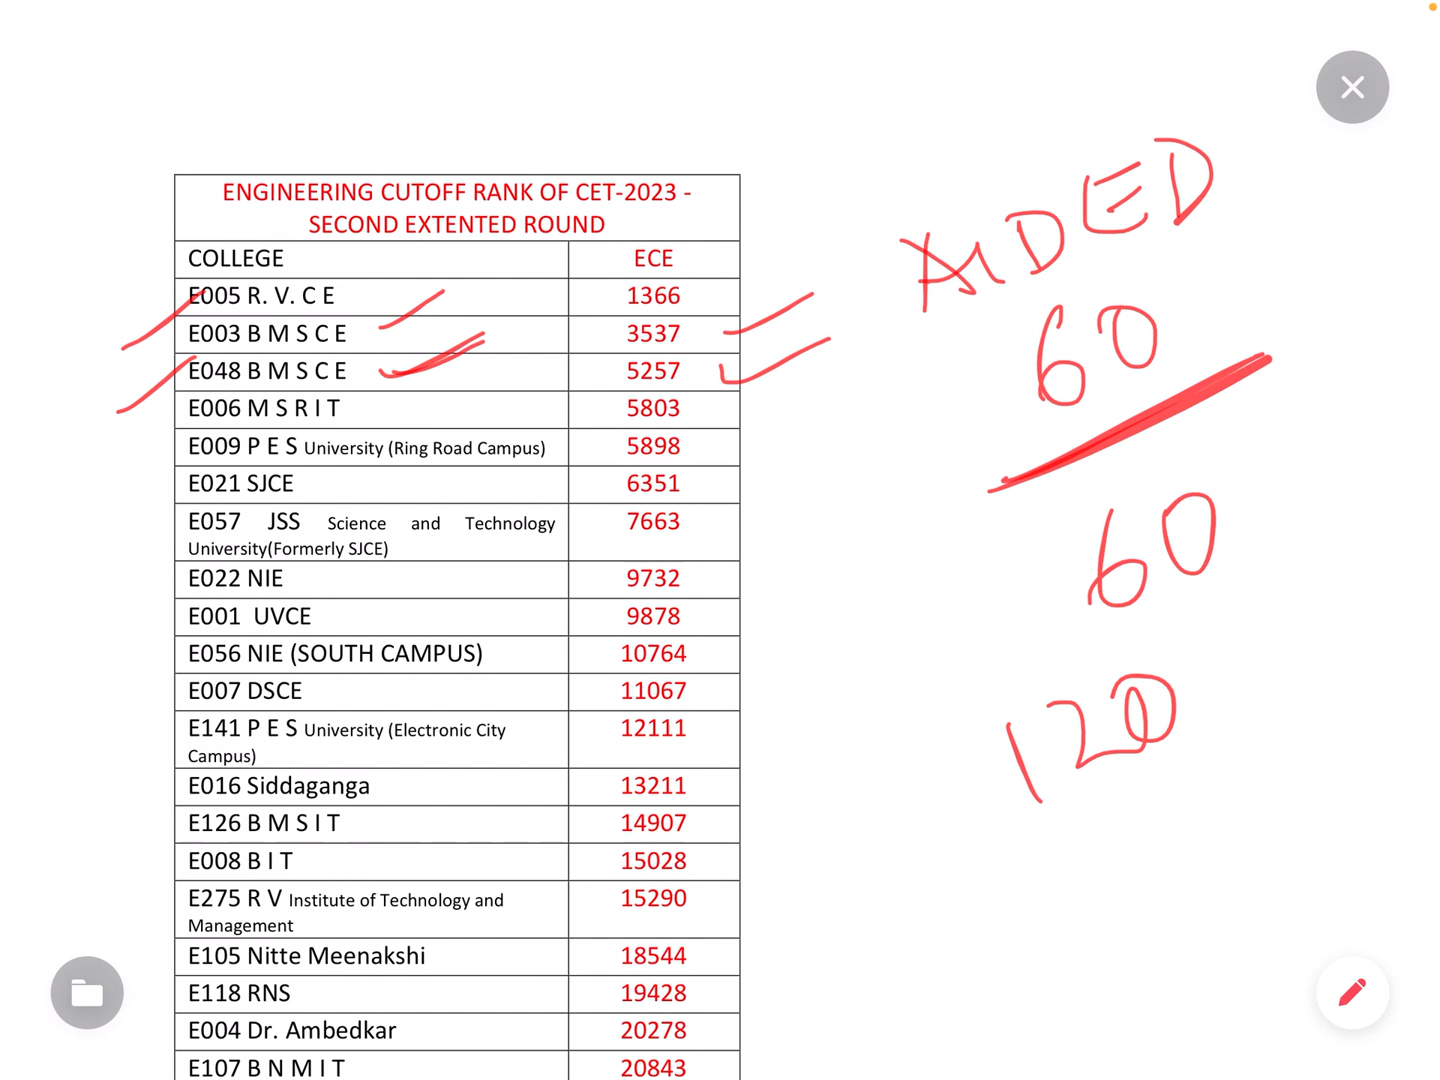 ENGINEERING CUTOFF RANK OF CET-2023 -
SECOND EXTENTED ROUND
COLLEGE ECE
E005 R. V. C E 1366
E003 B M S C E 3537
E048 B M S C E 5257
E006 M S R I T 5803
E009 P E S University (Ring Road Campus) 5898
E021 SJCE 6351
E057 JSS Science and Technology 7663
University(Formerly SJCE)
E022 NIE 9732
E001 UVCE 9878
E056 NIE (SOUTH CAMPUS) 10764
E007 DSCE 11067
E141 P E S University (Electronic City 12111
Campus)
E016 Siddaganga 13211
E126 B M S I T 14907
E008 B I T 15028
E275 R V Institute of Technology and 15290
Management
E105 Nitte Meenakshi 18544
E118 RNS 19428
E004 Dr. Ambedkar 20278
E107 B N M I T 20843
AIDED
60
60
120